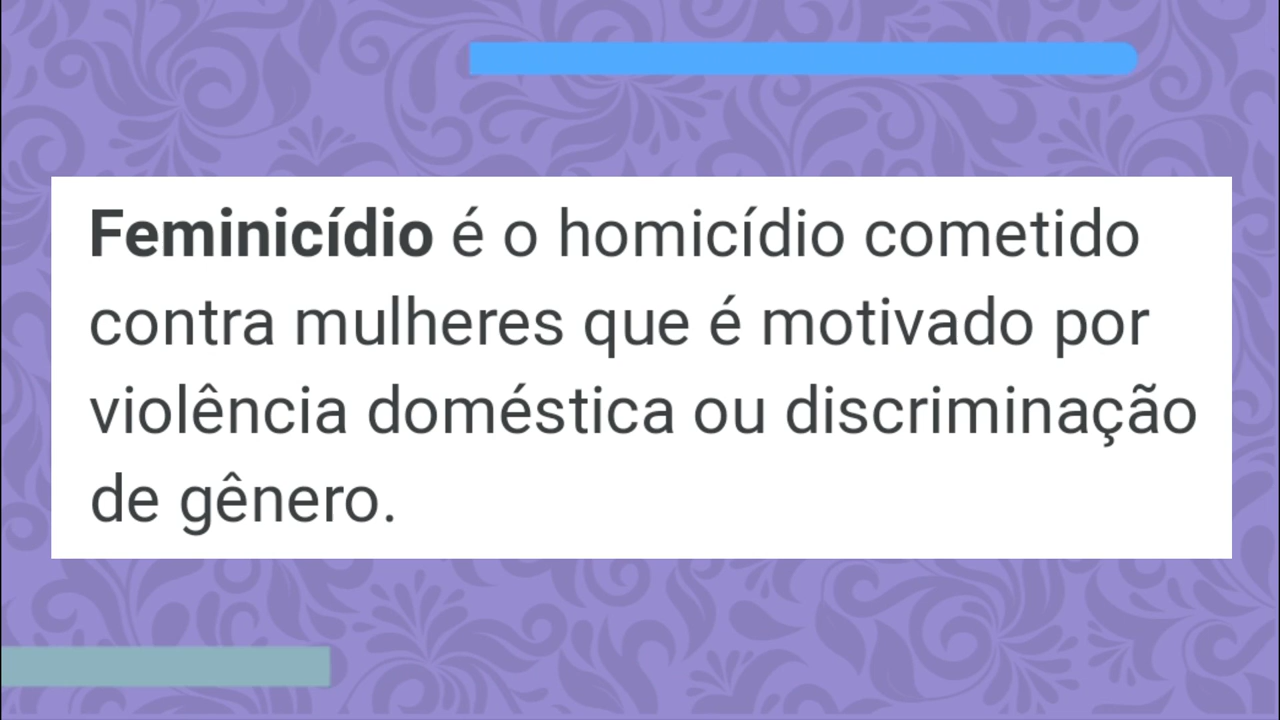 Feminicídio é o homicídio cometido
contra mulheres que é motivado por
violência doméstica ou discriminação
de gênero.